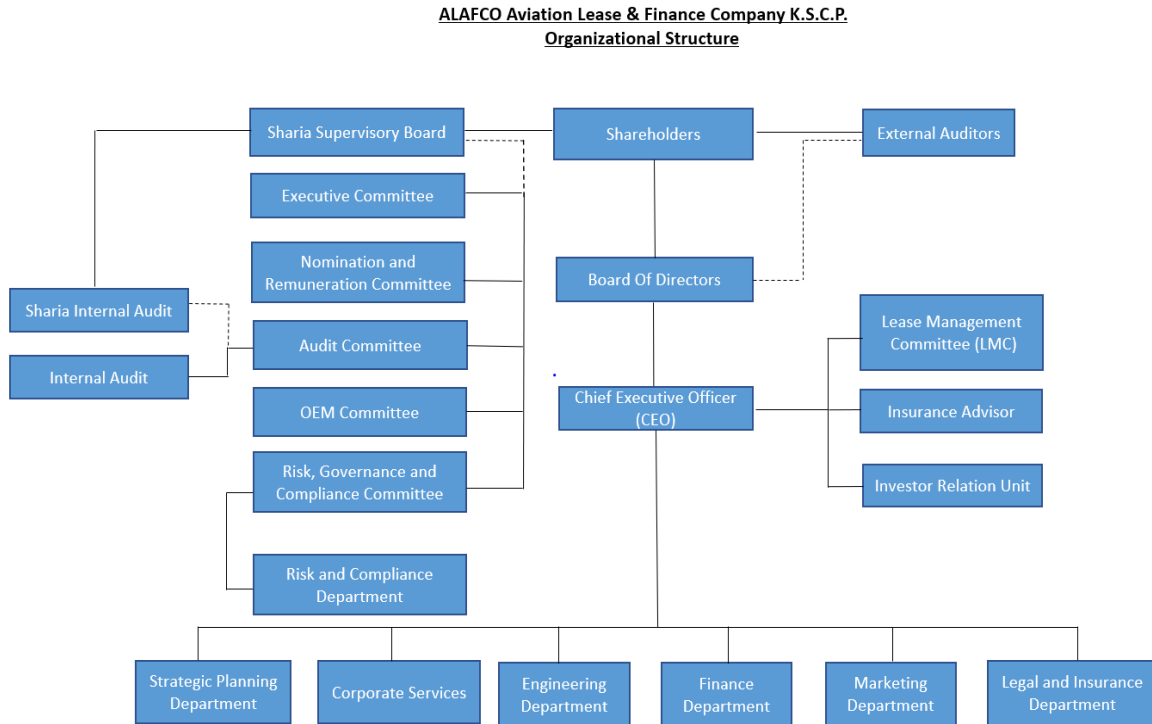 ALAFCO Aviation Lease & Finance Company K.S.C.P.
Organizational Structure
Sharia Supervisory Board
Shareholders
External Auditors
Executive Committee
Nomination and
Remuneration Committee
Board Of Directors
Sharia Internal Audit
Audit Committee
Lease Management
Committee (LMC)
Internal Audit
OEM Committee
Chief Executive Officer
(CEO)
Insurance Advisor
Risk, Governance and
Compliance Committee
Investor Relation Unit
Risk and Compliance
Department
Strategic Planning
Department
Corporate Services
Engineering
Department
Finance
Department
Marketing
Department
Legal and Insurance
Department